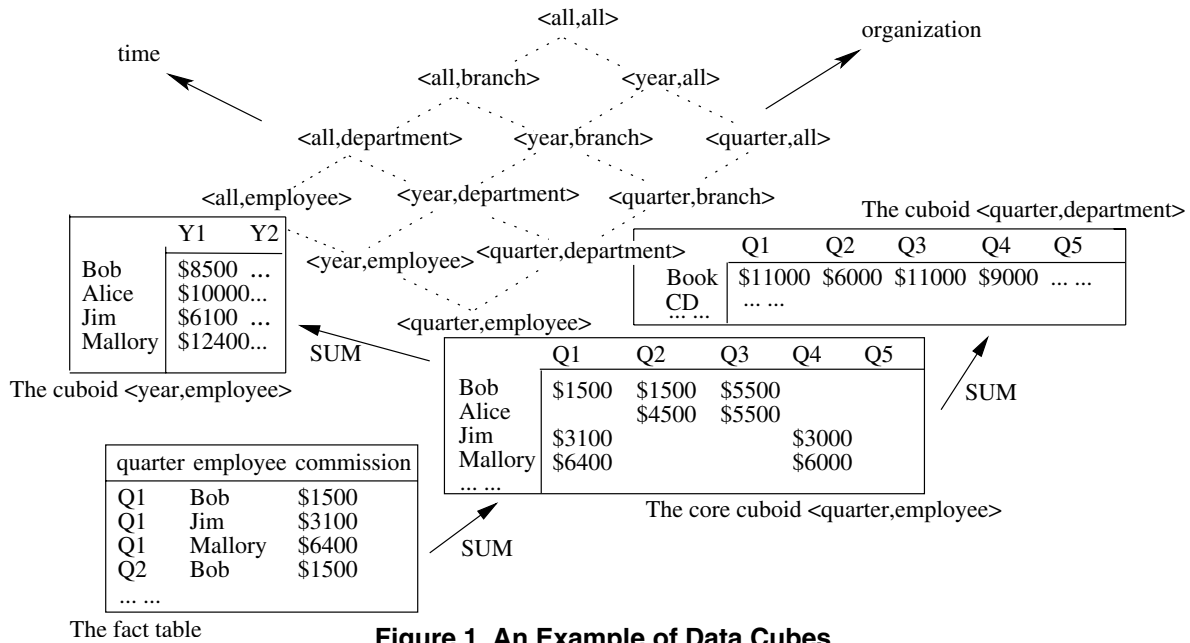 <all,all>
time
organization
<all,branch> <year,all>
<all,department> <year,branch> <quarter,all>
<all,employee> <year,department> <quarter,branch>
<year,employee> <quarter,department>
<quarter,employee>
Y1 Y2
Bob $8500 ...
Alice $10000...
Jim $6100 ...
Mallory $12400...
The cuboid <year,employee>
SUM
The cuboid <quarter,department>
Q1 Q2 Q3 Q4 Q5
Book $11000 $6000 $11000 $9000 ... ...
CD ... ...
... ...
SUM
Q1 Q2 Q3 Q4 Q5
Bob $1500 $1500 $5500
Alice $4500 $5500
Jim $3100 $3000
Mallory $6400 $6000
... ...
The core cuboid <quarter,employee>
SUM
quarter employee commission
Q1 Bob $1500
Q1 Jim $3100
Q1 Mallory $6400
Q2 Bob $1500
... ...
The fact table
Figure 1. An Example of Data Cubes